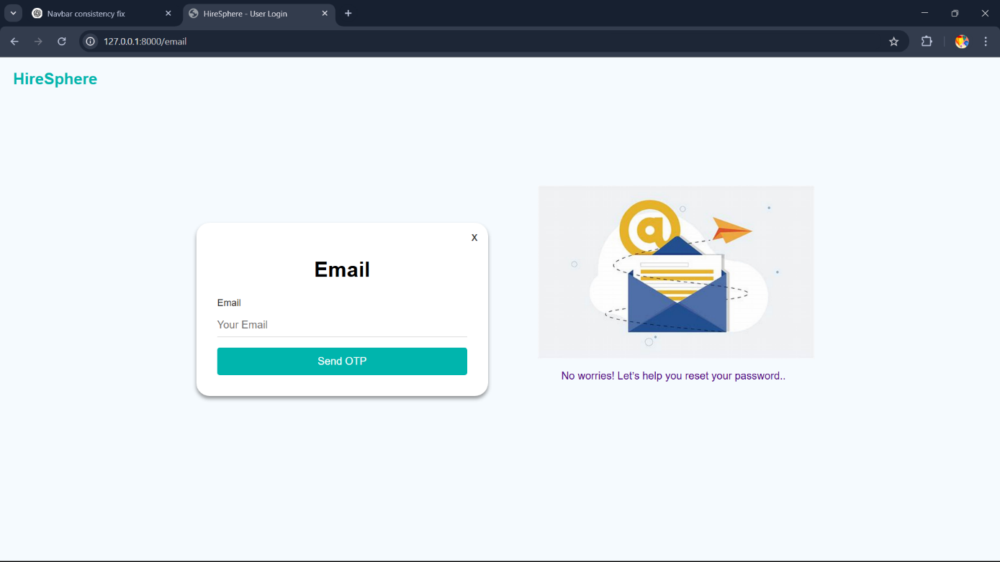 Navbar consistency fix
HireSphere - User Login
127.0.0.1:8000/email
HireSphere
X
Email
Email
Your Email
Send OTP
@
No worries! Let's help you reset your password..